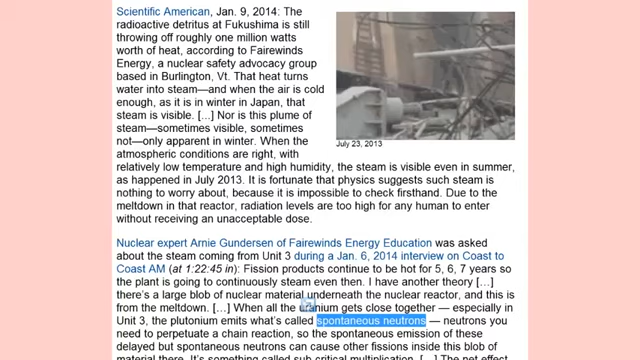 Scientific American, Jan. 9, 2014: The
radioactive detritus at Fukushima is still
throwing off roughly one million watts
worth of heat, according to Fairewinds
Energy, a nuclear safety advocacy group
based in Burlington, Vt. That heat turns
water into steam—and when the air is cold
enough, as it is in winter in Japan, that
steam is visible. [...] Nor is this plume of
steam—sometimes visible, sometimes
not—only apparent in winter. When the
atmospheric conditions are right, with
July 23, 2013
relatively low temperature and high humidity, the steam is visible even in summer,
as happened in July 2013. It is fortunate that physics suggests such steam is
nothing to worry about, because it is impossible to check firsthand. Due to the
meltdown in that reactor, radiation levels are too high for any human to enter
without receiving an unacceptable dose.
Nuclear expert Arnie Gundersen of Fairewinds Energy Education was asked
about the steam coming from Unit 3 during a Jan. 6, 2014 interview on Coast to
Coast AM (at 1:22:45 in): Fission products continue to be hot for 5, 6, 7 years so
the plant is going to continuously steam even then. I have another theory [...]
there's a large blob of nuclear material underneath the nuclear reactor, and this is
from the meltdown. [...] When all the uranium gets close together — especially in
Unit 3, the plutonium emits what's called spontaneous neutrons — neutrons you
need to perpetuate a chain reaction, so the spontaneous emission of these
delayed but spontaneous neutrons can cause other fissions inside this blob of
material down there. It's something called sub critical multiplication. [...] The net effect